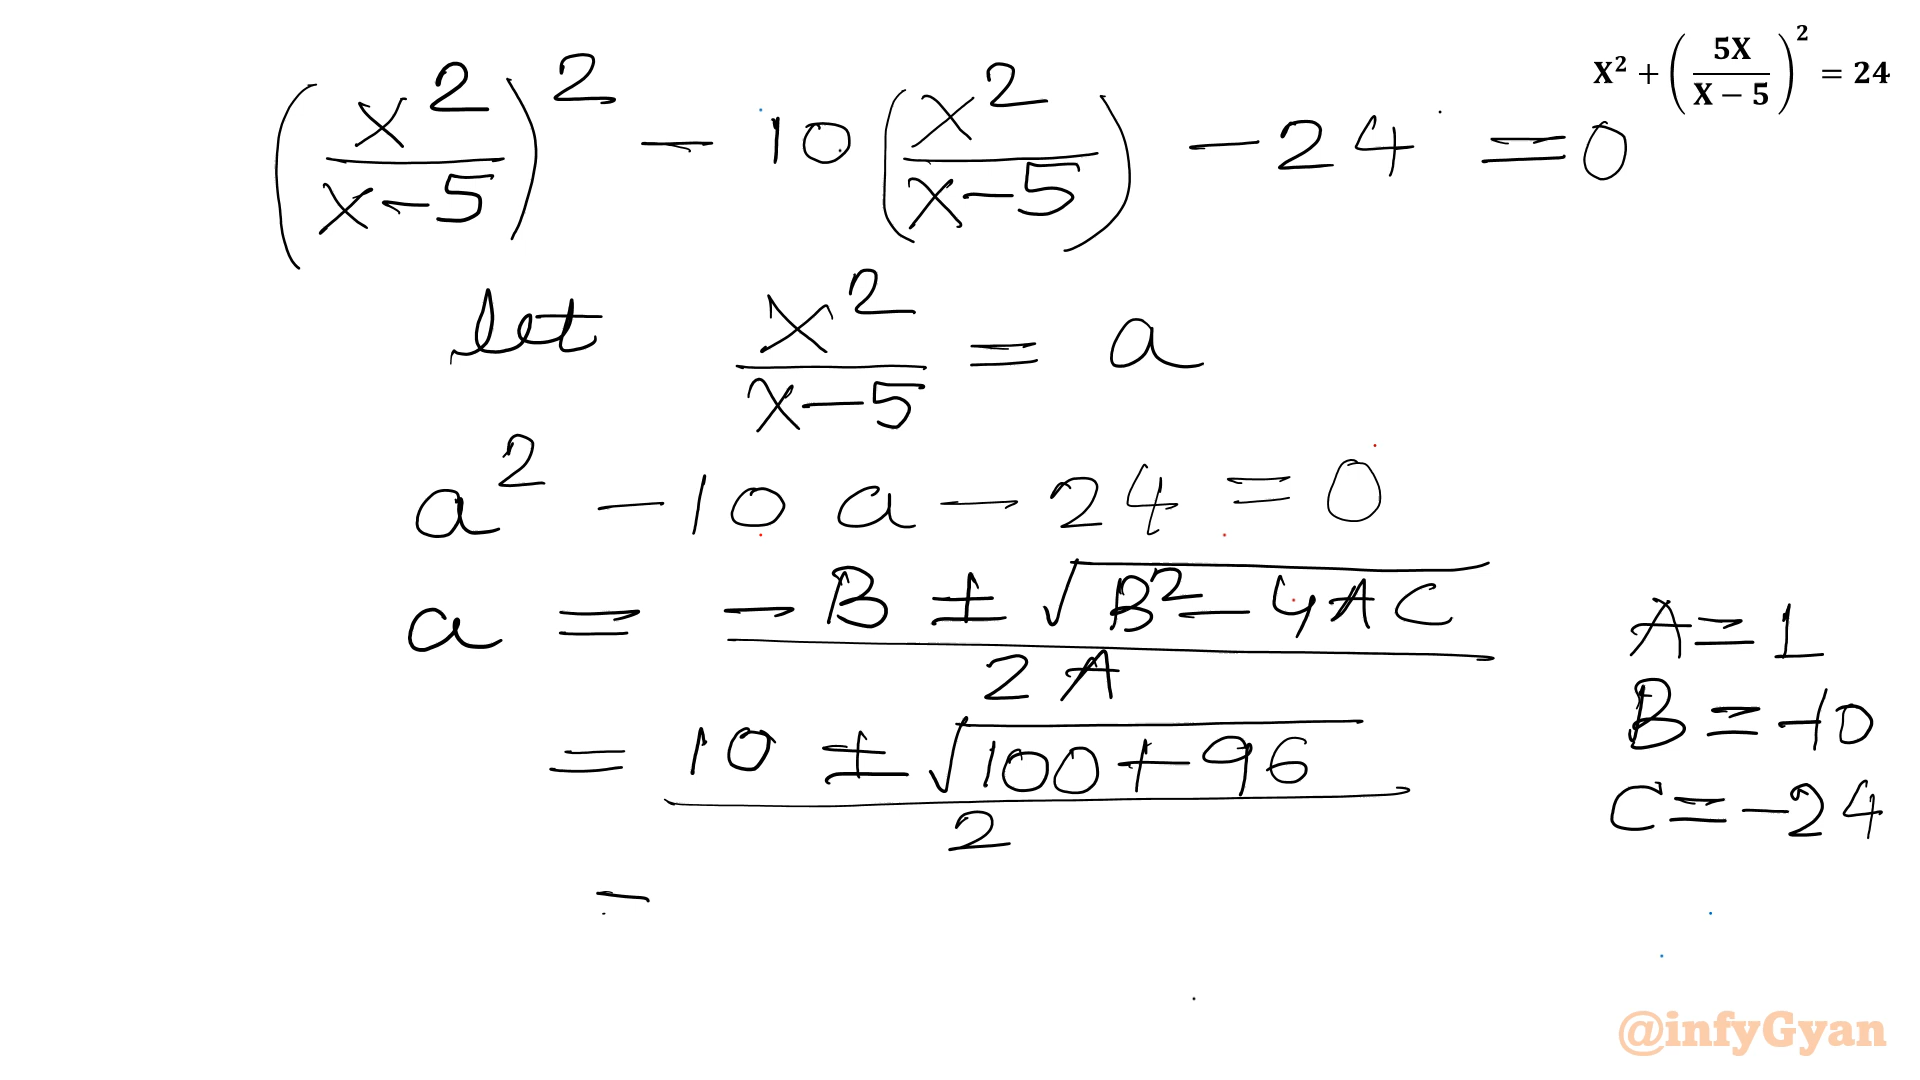 X² + (5X / X − 5)² = 24
(x² / x−5)² − 10 (x² / x−5) − 24 = 0
let x² / x−5 = a
a² − 10 a − 24 = 0
a = −B ± √(B² − 4AC) / 2A
A = 1
B = −10
= 10 ± √(100 + 96) / 2
C = −24
−
@infyGyan